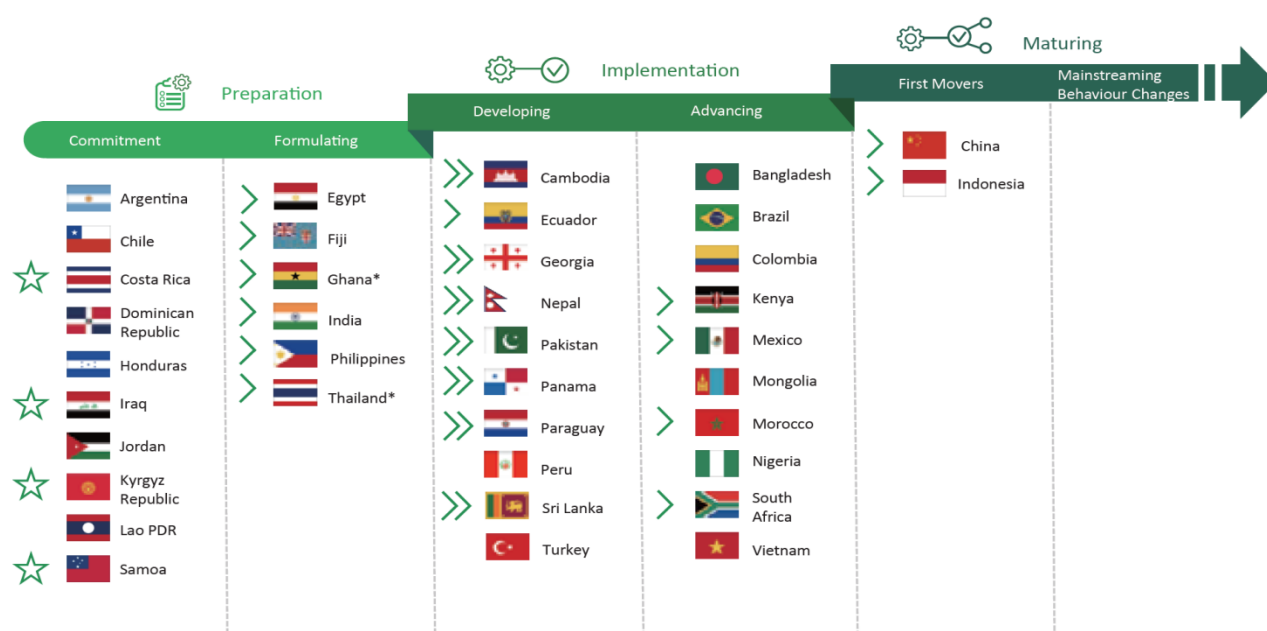 Preparation
Implementation
Maturing
Commitment
Formulating
Developing
Advancing
First Movers
Mainstreaming
Behaviour Changes
Argentina
Chile
Costa Rica
Dominican
Republic
Honduras
Iraq
Jordan
Kyrgyz
Republic
Lao PDR
Samoa
Egypt
Fiji
Ghana*
India
Philippines
Thailand*
Cambodia
Ecuador
Georgia
Nepal
Pakistan
Panama
Paraguay
Peru
Sri Lanka
Turkey
Bangladesh
Brazil
Colombia
Kenya
Mexico
Mongolia
Morocco
Nigeria
South
Africa
Vietnam
China
Indonesia